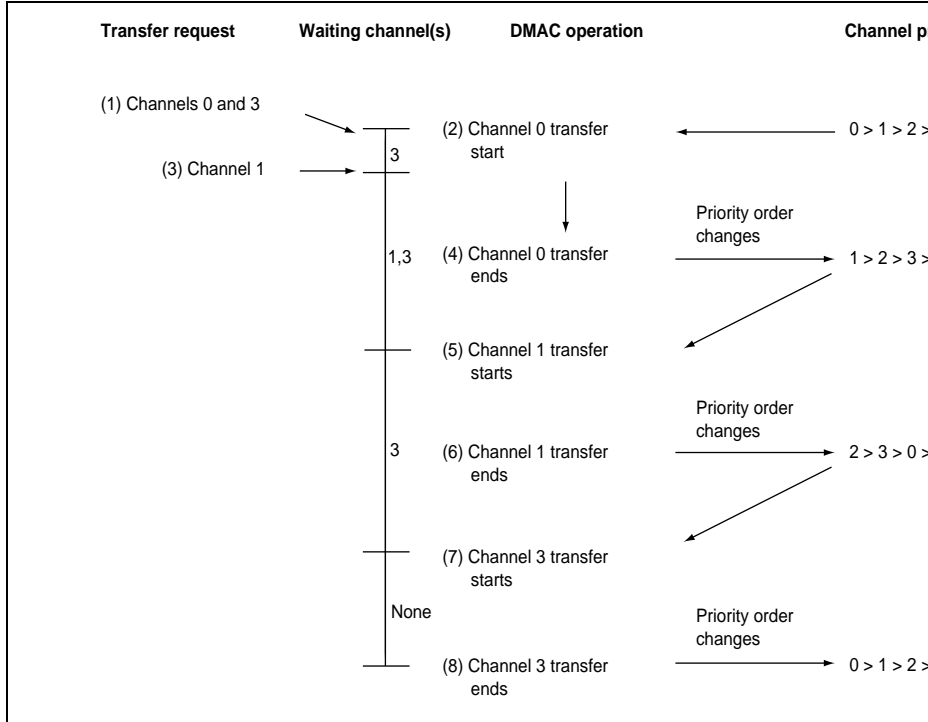 Transfer request Waiting channel(s) DMAC operation Channel
(1) Channels 0 and 3
(2) Channel 0 transfer start
0 > 1 > 2 >
3
(3) Channel 1
Priority order changes
1,3
(4) Channel 0 transfer ends
1 > 2 > 3 >
(5) Channel 1 transfer starts
Priority order changes
3
(6) Channel 1 transfer ends
2 > 3 > 0 >
(7) Channel 3 transfer starts
None
Priority order changes
(8) Channel 3 transfer ends
0 > 1 > 2 >